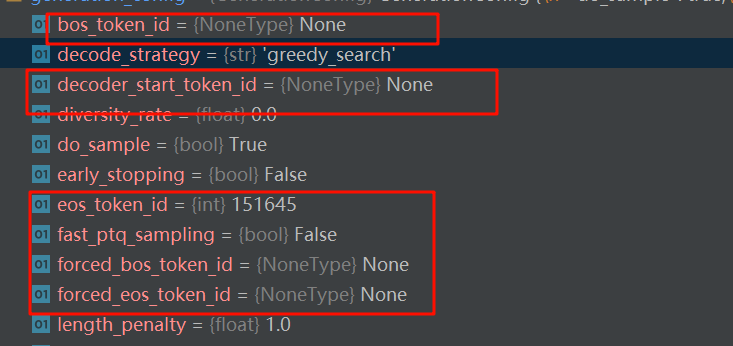 01 bos_token_id = {NoneType} None
01 decode_strategy = {str} 'greedy_search'
01 decoder_start_token_id = {NoneType} None
01 diversity_rate = {float} 0.0
01 do_sample = {bool} True
01 early_stopping = {bool} False
01 eos_token_id = {int} 151645
01 fast_ptq_sampling = {bool} False
01 forced_bos_token_id = {NoneType} None
01 forced_eos_token_id = {NoneType} None
01 length_penalty = {float} 1.0